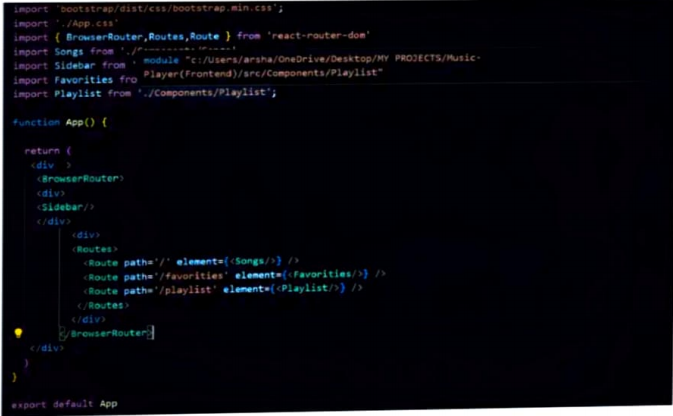 import 'bootstrap/dist/css/bootstrap.min.css';
import './App.css'
import { BrowserRouter,Routes,Route } from 'react-router-dom'
import Songs from './Components/Songs'
import Sidebar from '
module "c:/Users/arsha/OneDrive/Desktop/MY PROJECTS/Music-
Player(Frontend)/src/Components/Playlist"
import Favorities fro
import Playlist from './Components/Playlist';
function App() {
return (
<div >
<BrowserRouter>
<div>
<Sidebar/>
</div>
<div>
<Routes>
<Route path='/' element={<Songs/>} />
<Route path='/favorities' element={<Favorities/>} />
<Route path='/playlist' element={<Playlist/>} />
</Routes>
</div>
</BrowserRouter>
</div>
)
}
export default App